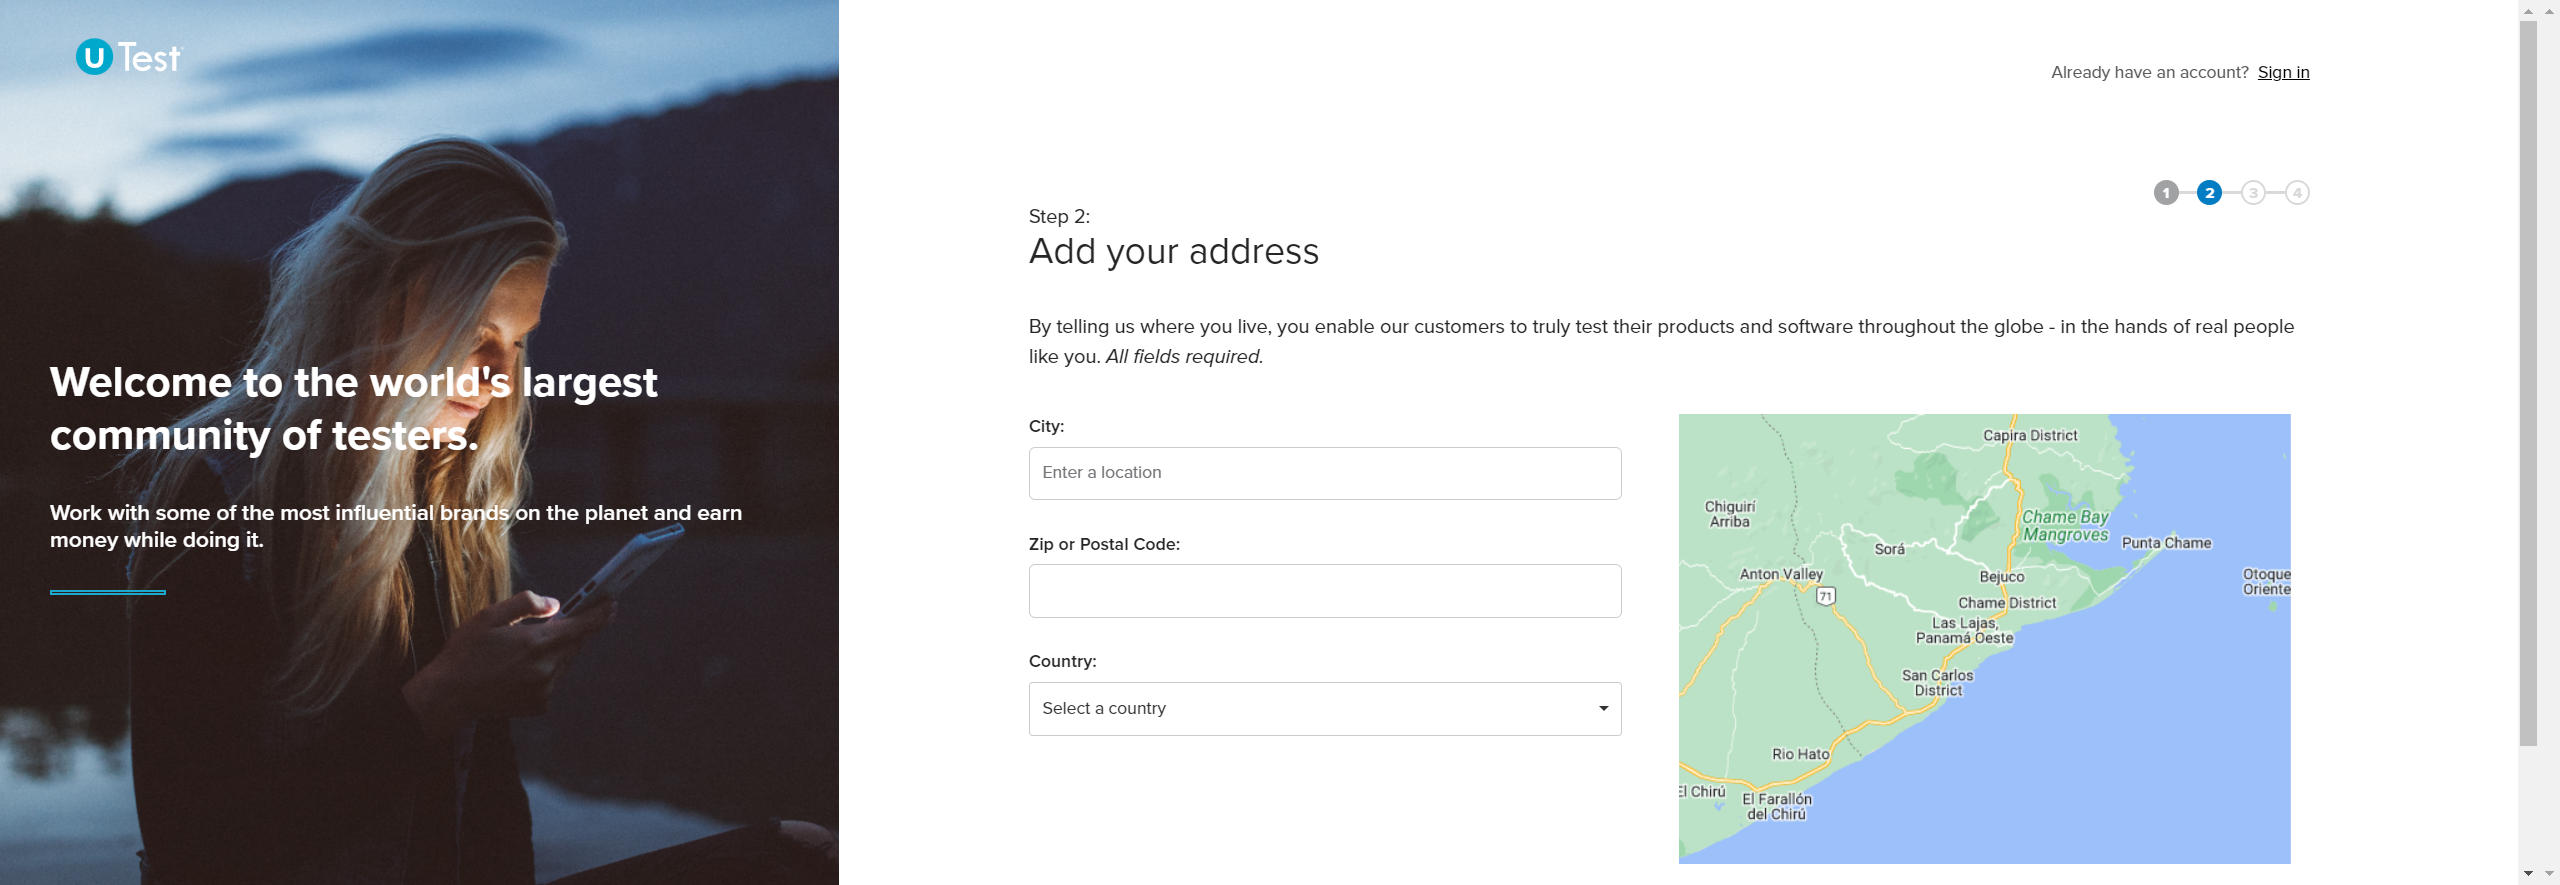 U Test
Already have an account? Sign in
1 2 3 4
Step 2:
Add your address
By telling us where you live, you enable our customers to truly test their products and software throughout the globe - in the hands of real people
like you. All fields required.
Welcome to the world's largest
community of testers.
Work with some of the most influential brands on the planet and earn
money while doing it.
City:
Enter a location
Zip or Postal Code:
Country:
Select a country
Capira District
Chiguirí
Arriba
Chame Bay
Mangroves
Punta Chame
Sorá
Anton Valley
Bejuco
Otoque
Oriente
71
Chame District
Las Lajas,
Panamá Oeste
San Carlos
District
Rio Hato
El Chirú
El Farallón
del Chirú